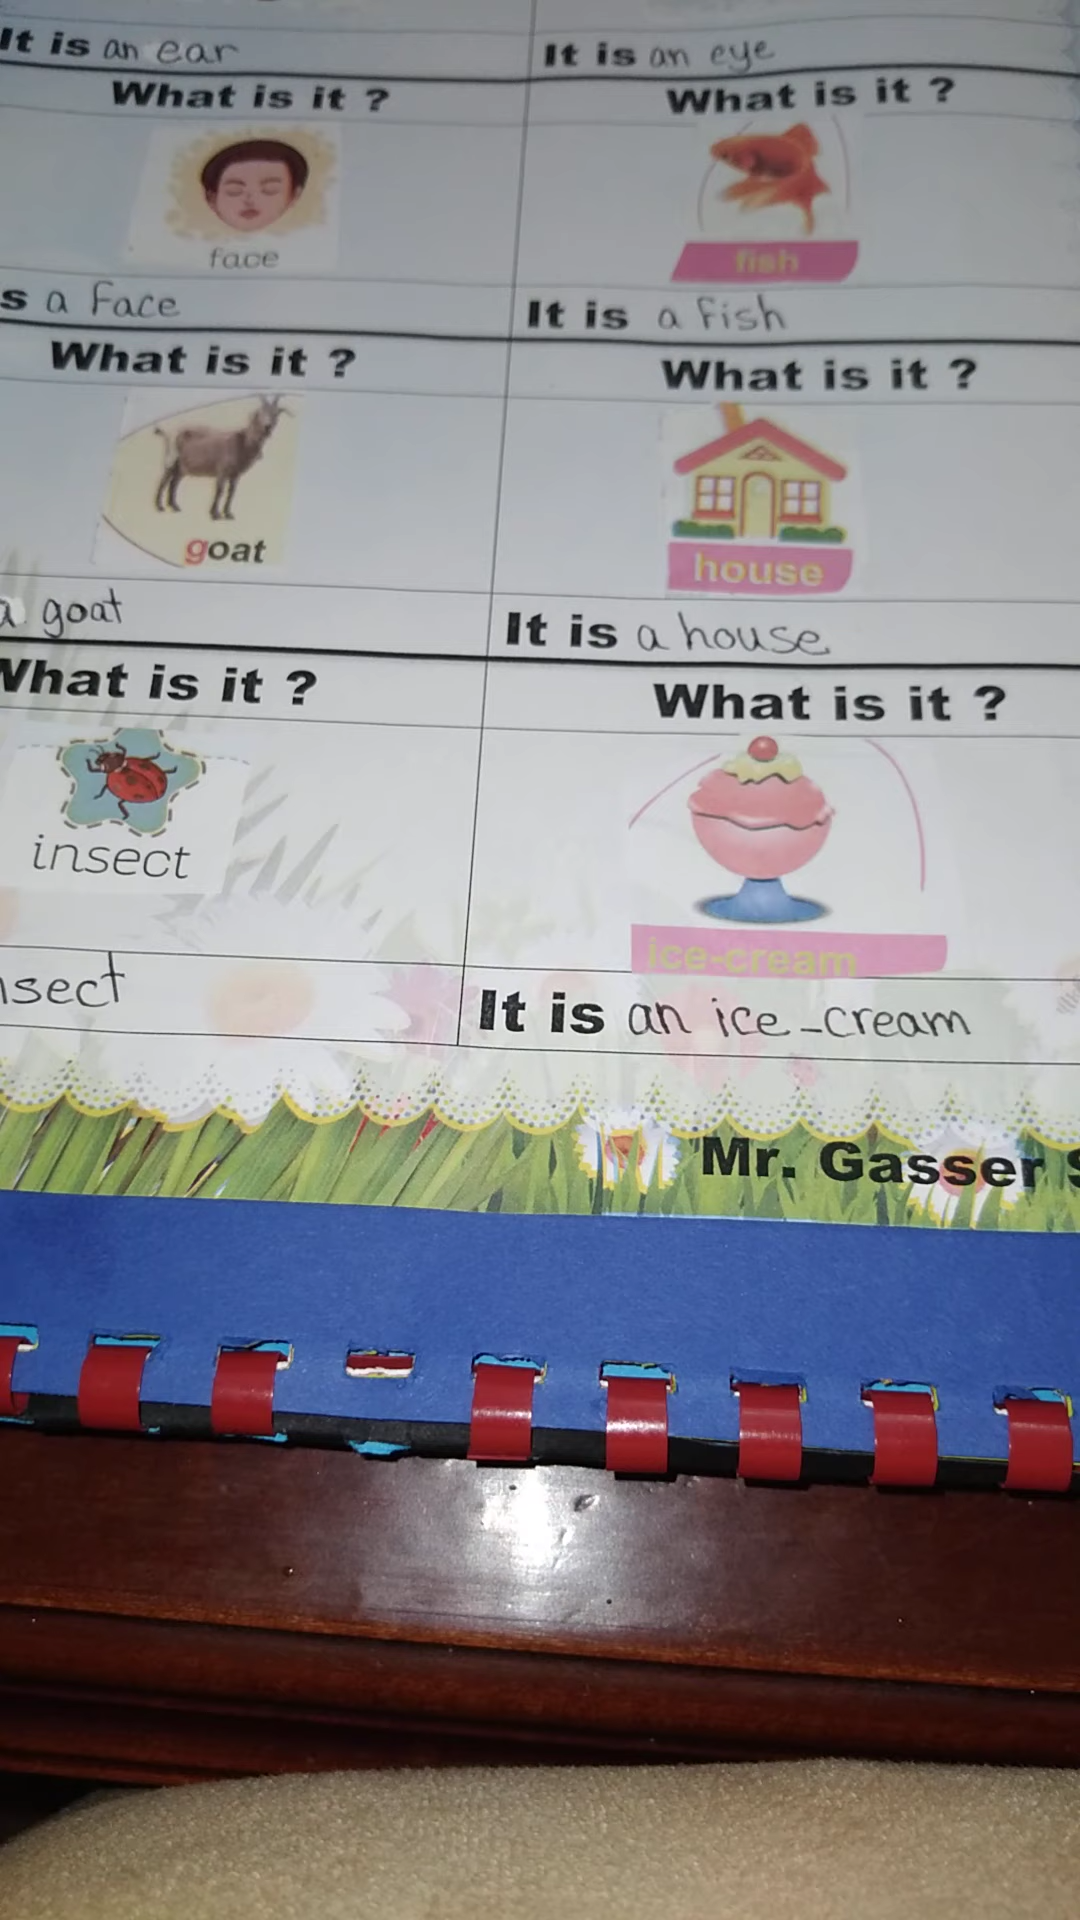 It is an ear
It is an eye
What is it ?
What is it ?
face
fish
s a face
It is a fish
What is it ?
What is it ?
goat
house
a goat
It is a house
What is it ?
What is it ?
insect
ice-cream
nsect
It is an ice-cream
Mr. Gasser S